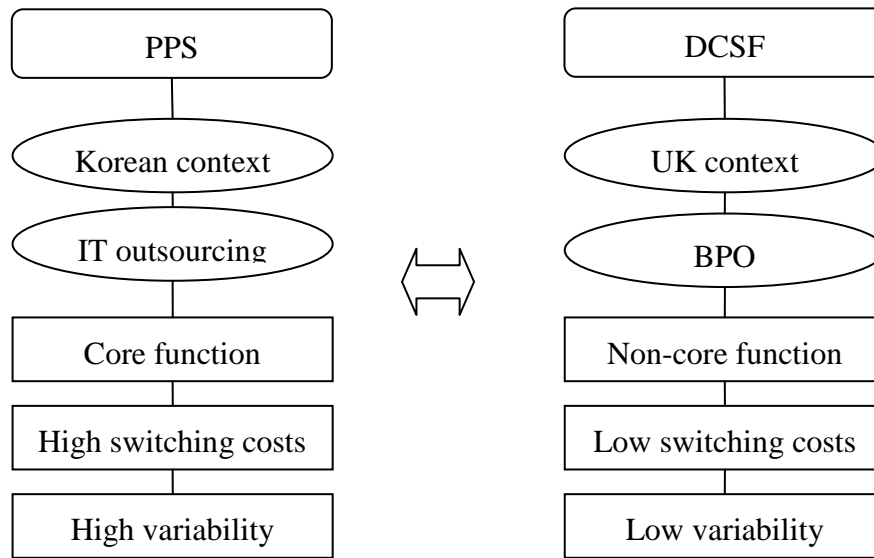 PPS
Korean context
IT outsourcing
Core function
High switching costs
High variability
DCSF
UK context
BPO
Non-core function
Low switching costs
Low variability